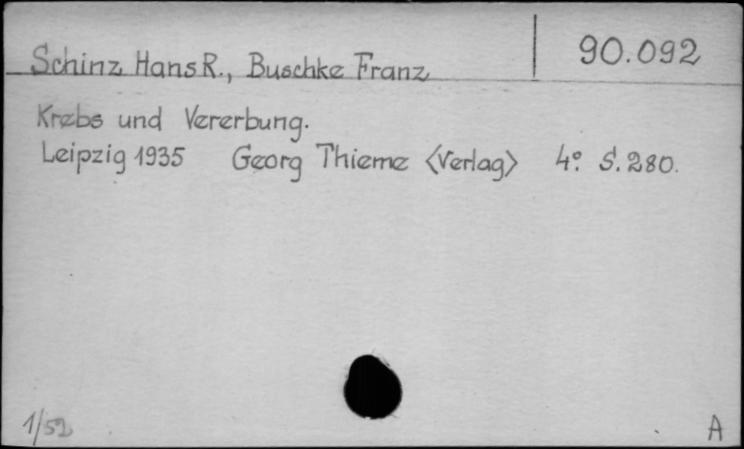 Schinz Hans R., Buschke Franz 90.092
Krebs und Vererbung.
Leipzig 1935 Georg Thieme <Verlag> 4° S. 280.
1/52 A